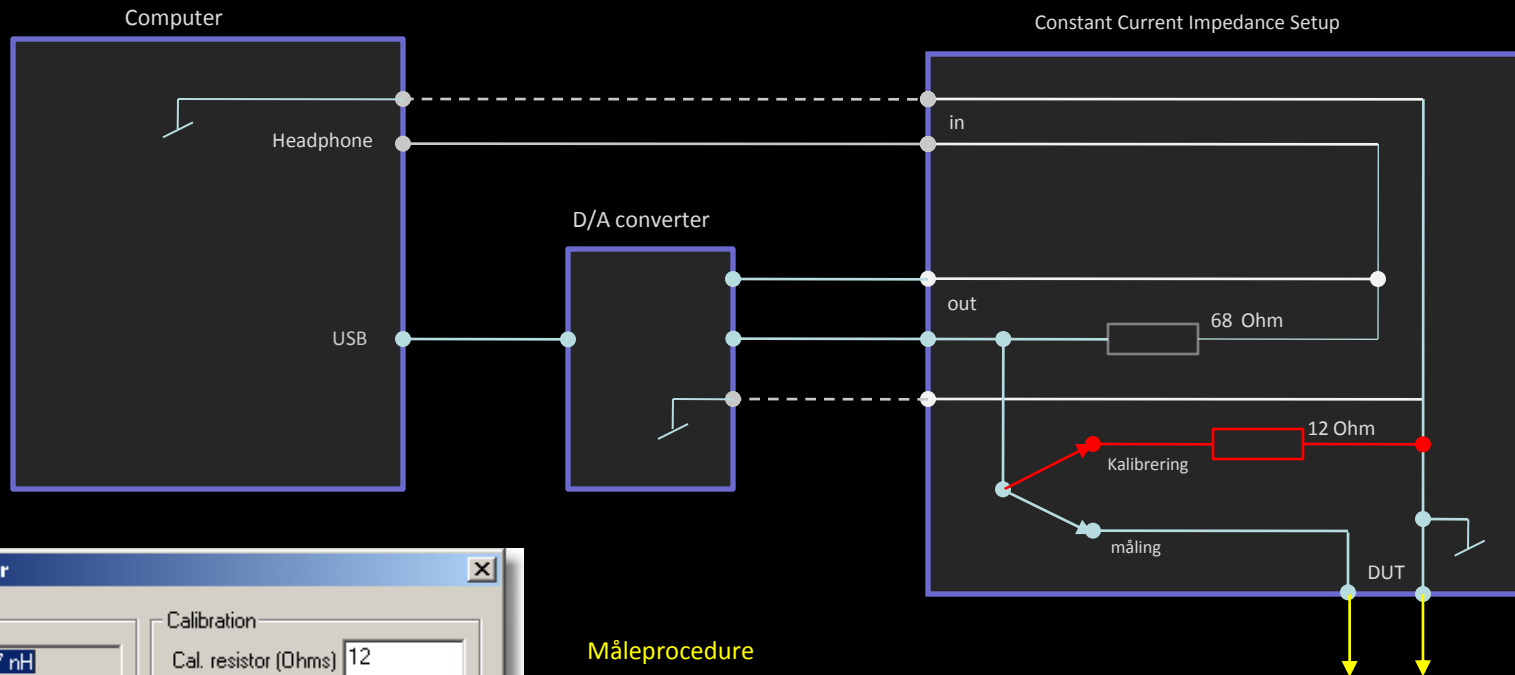 Computer
Constant Current Impedance Setup
in
Headphone
D/A converter
out
68 Ohm
USB
12 Ohm
Kalibrering
måling
DUT
Calibration
nH
Cal. resistor (Ohms) 12
Måleprocedure